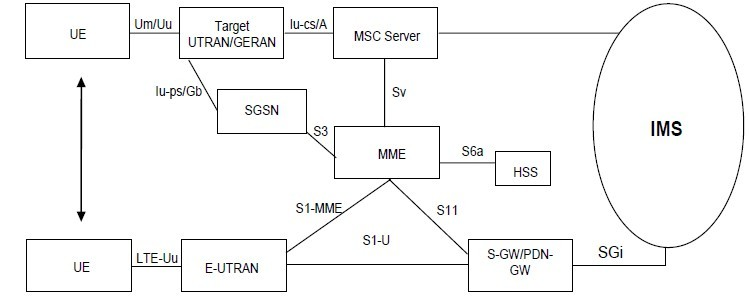 UE
Um/Uu
Target
UTRAN/GERAN
Iu-cs/A
MSC Server
Iu-ps/Gb
SGSN
Sv
S3
MME
S6a
HSS
IMS
S1-MME
S11
S1-U
UE
LTE-Uu
E-UTRAN
S-GW/PDN-
GW
SGi